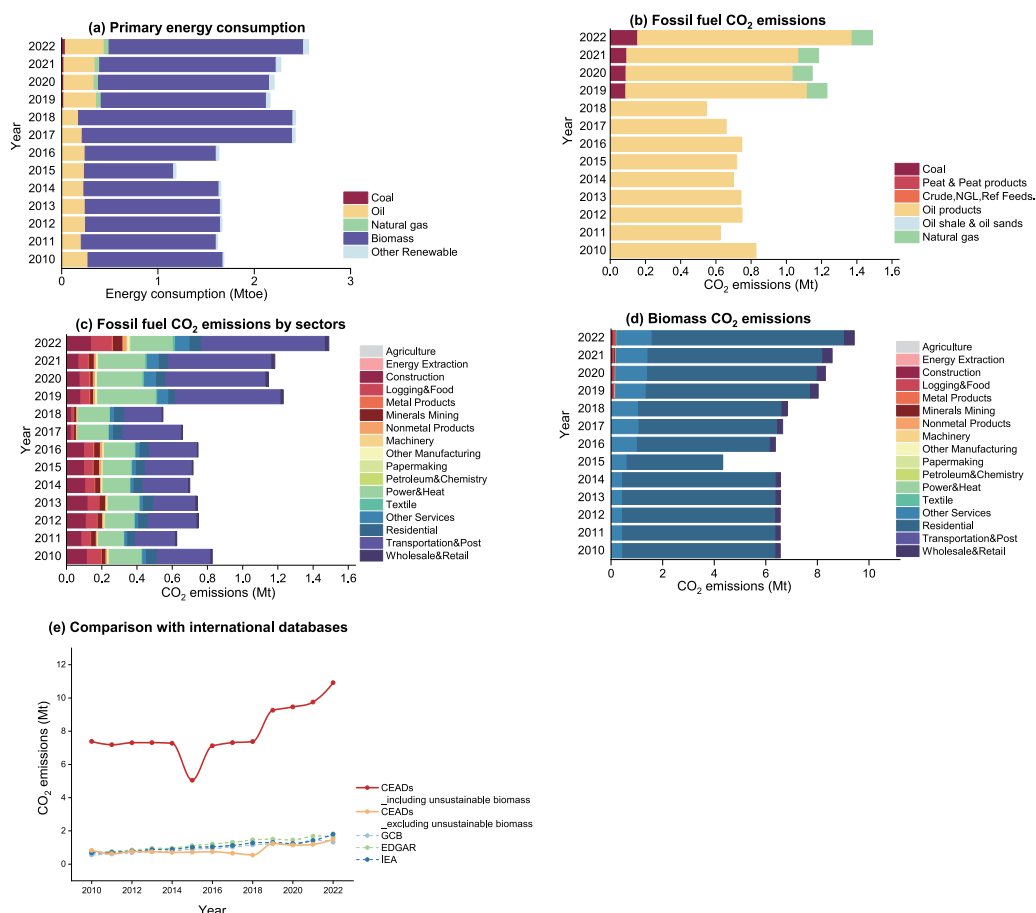 (a) Primary energy consumption
Year
2022
2021
2020
2019
2018
2017
2016
2015
2014
2013
2012
2011
2010
0 1 2 3
Energy consumption (Mtoe)
Coal
Oil
Natural gas
Biomass
Other Renewable
(b) Fossil fuel CO2 emissions
Year
2022
2021
2020
2019
2018
2017
2016
2015
2014
2013
2012
2011
2010
0.0 0.2 0.4 0.6 0.8 1.0 1.2 1.4 1.6
CO2 emissions (Mt)
Coal
Peat & Peat products
Crude,NGL,Ref Feeds.
Oil products
Oil shale & oil sands
Natural gas
(c) Fossil fuel CO2 emissions by sectors
Year
2022
2021
2020
2019
2018
2017
2016
2015
2014
2013
2012
2011
2010
0.0 0.2 0.4 0.6 0.8 1.0 1.2 1.4 1.6
CO2 emissions (Mt)
Agriculture
Energy Extraction
Construction
Logging&Food
Metal Products
Minerals Mining
Nonmetal Products
Machinery
Other Manufacturing
Papermaking
Petroleum&Chemistry
Power&Heat
Textile
Other Services
Residential
Transportation&Post
Wholesale&Retail
(d) Biomass CO2 emissions
Year
2022
2021
2020
2019
2018
2017
2016
2015
2014
2013
2012
2011
2010
0 2 4 6 8 10
CO2 emissions (Mt)
Agriculture
Energy Extraction
Construction
Logging&Food
Metal Products
Minerals Mining
Nonmetal Products
Machinery
Other Manufacturing
Papermaking
Petroleum&Chemistry
Power&Heat
Textile
Other Services
Residential
Transportation&Post
Wholesale&Retail
(e) Comparison with international databases
CO2 emissions (Mt)
12
10
8
6
4
2
0
2010 2012 2014 2016 2018 2020 2022
Year
CEADs
_including unsustainable biomass
CEADs
_excluding unsustainable biomass
GCB
EDGAR
IEA